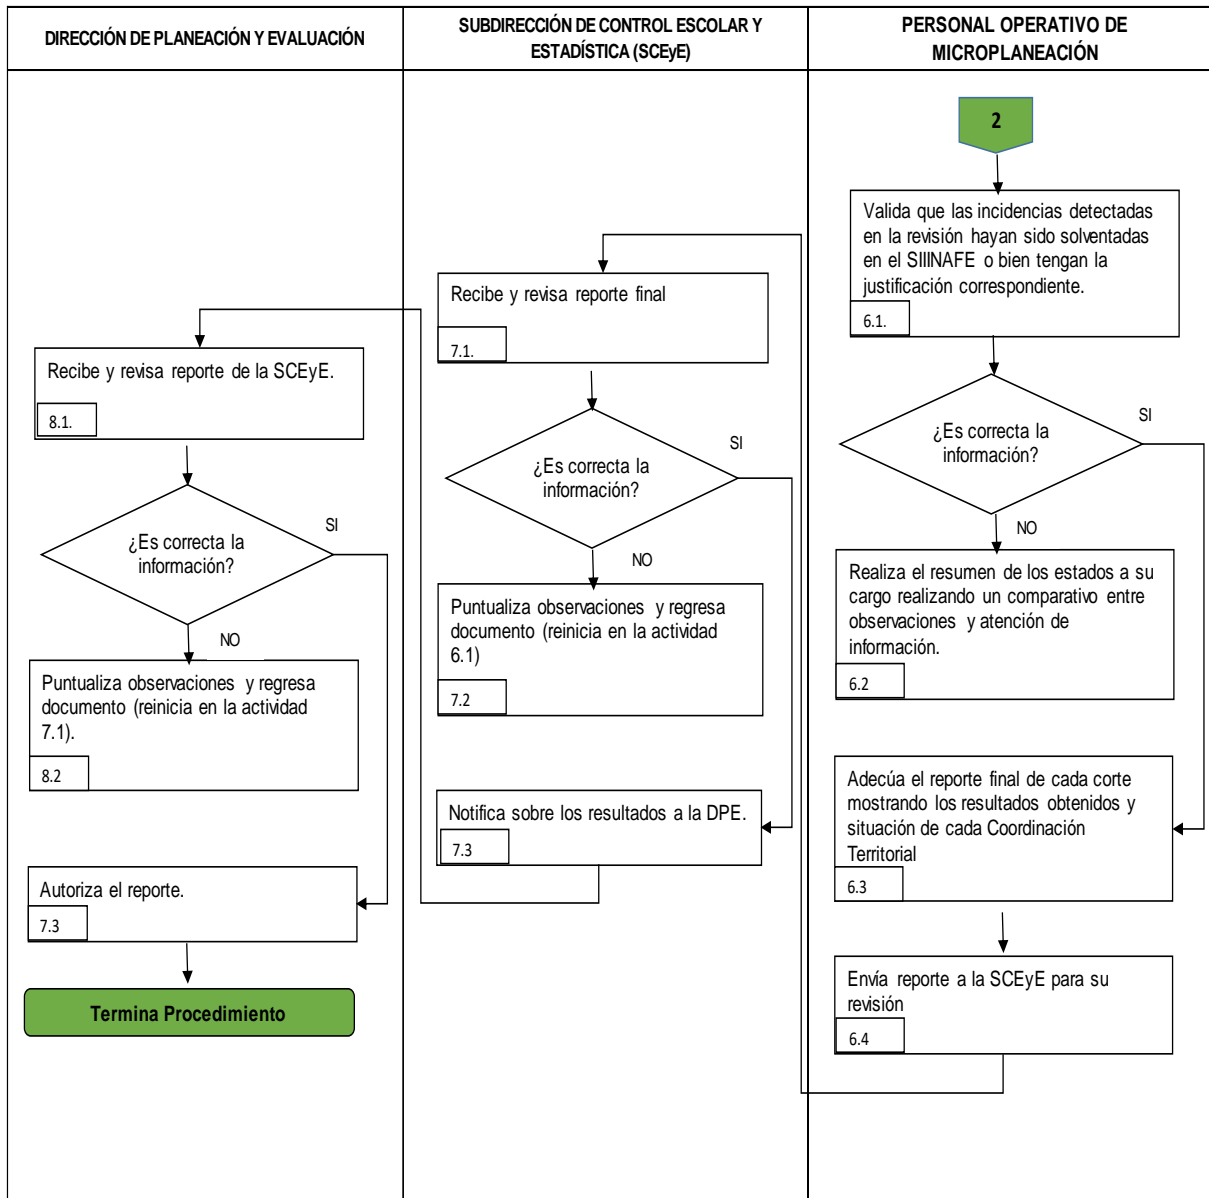 DIRECCIÓN DE PLANEACIÓN Y EVALUACIÓN
SUBDIRECCIÓN DE CONTROL ESCOLAR Y
ESTADÍSTICA (SCEyE)
PERSONAL OPERATIVO DE
MICROPLANEACIÓN
2
Valida que las incidencias detectadas
en la revisión hayan sido solventadas
en el SIIINAFE o bien tengan la
justificación correspondiente.
6.1.
¿Es correcta la
información?
SI
NO
Realiza el resumen de los estados a su
cargo realizando un comparativo entre
observaciones y atención de
información.
6.2
Adecúa el reporte final de cada corte
mostrando los resultados obtenidos y
situación de cada Coordinación
Territorial
6.3
Envía reporte a la SCEyE para su
revisión
6.4
Recibe y revisa reporte final
7.1.
¿Es correcta la
información?
SI
NO
Puntualiza observaciones y regresa
documento (reinicia en la actividad
6.1)
7.2
Notifica sobre los resultados a la DPE.
7.3
Recibe y revisa reporte de la SCEyE.
8.1.
¿Es correcta la
información?
SI
NO
Puntualiza observaciones y regresa
documento (reinicia en la actividad
7.1).
8.2
Autoriza el reporte.
7.3
Termina Procedimiento